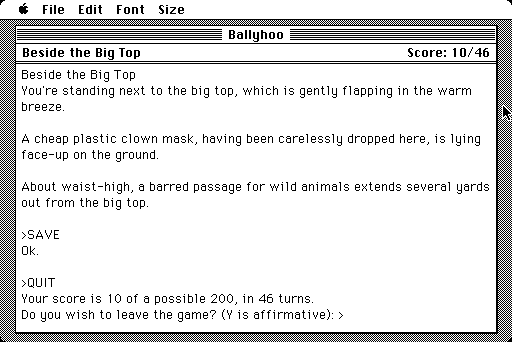 File Edit Font Size
Ballyhoo
Beside the Big Top Score: 10/46
Beside the Big Top
You're standing next to the big top, which is gently flapping in the warm
breeze.
A cheap plastic clown mask, having been carelessly dropped here, is lying
face-up on the ground.
About waist-high, a barred passage for wild animals extends several yards
out from the big top.
>SAVE
Ok.
>QUIT
Your score is 10 of a possible 200, in 46 turns.
Do you wish to leave the game? (Y is affirmative): >